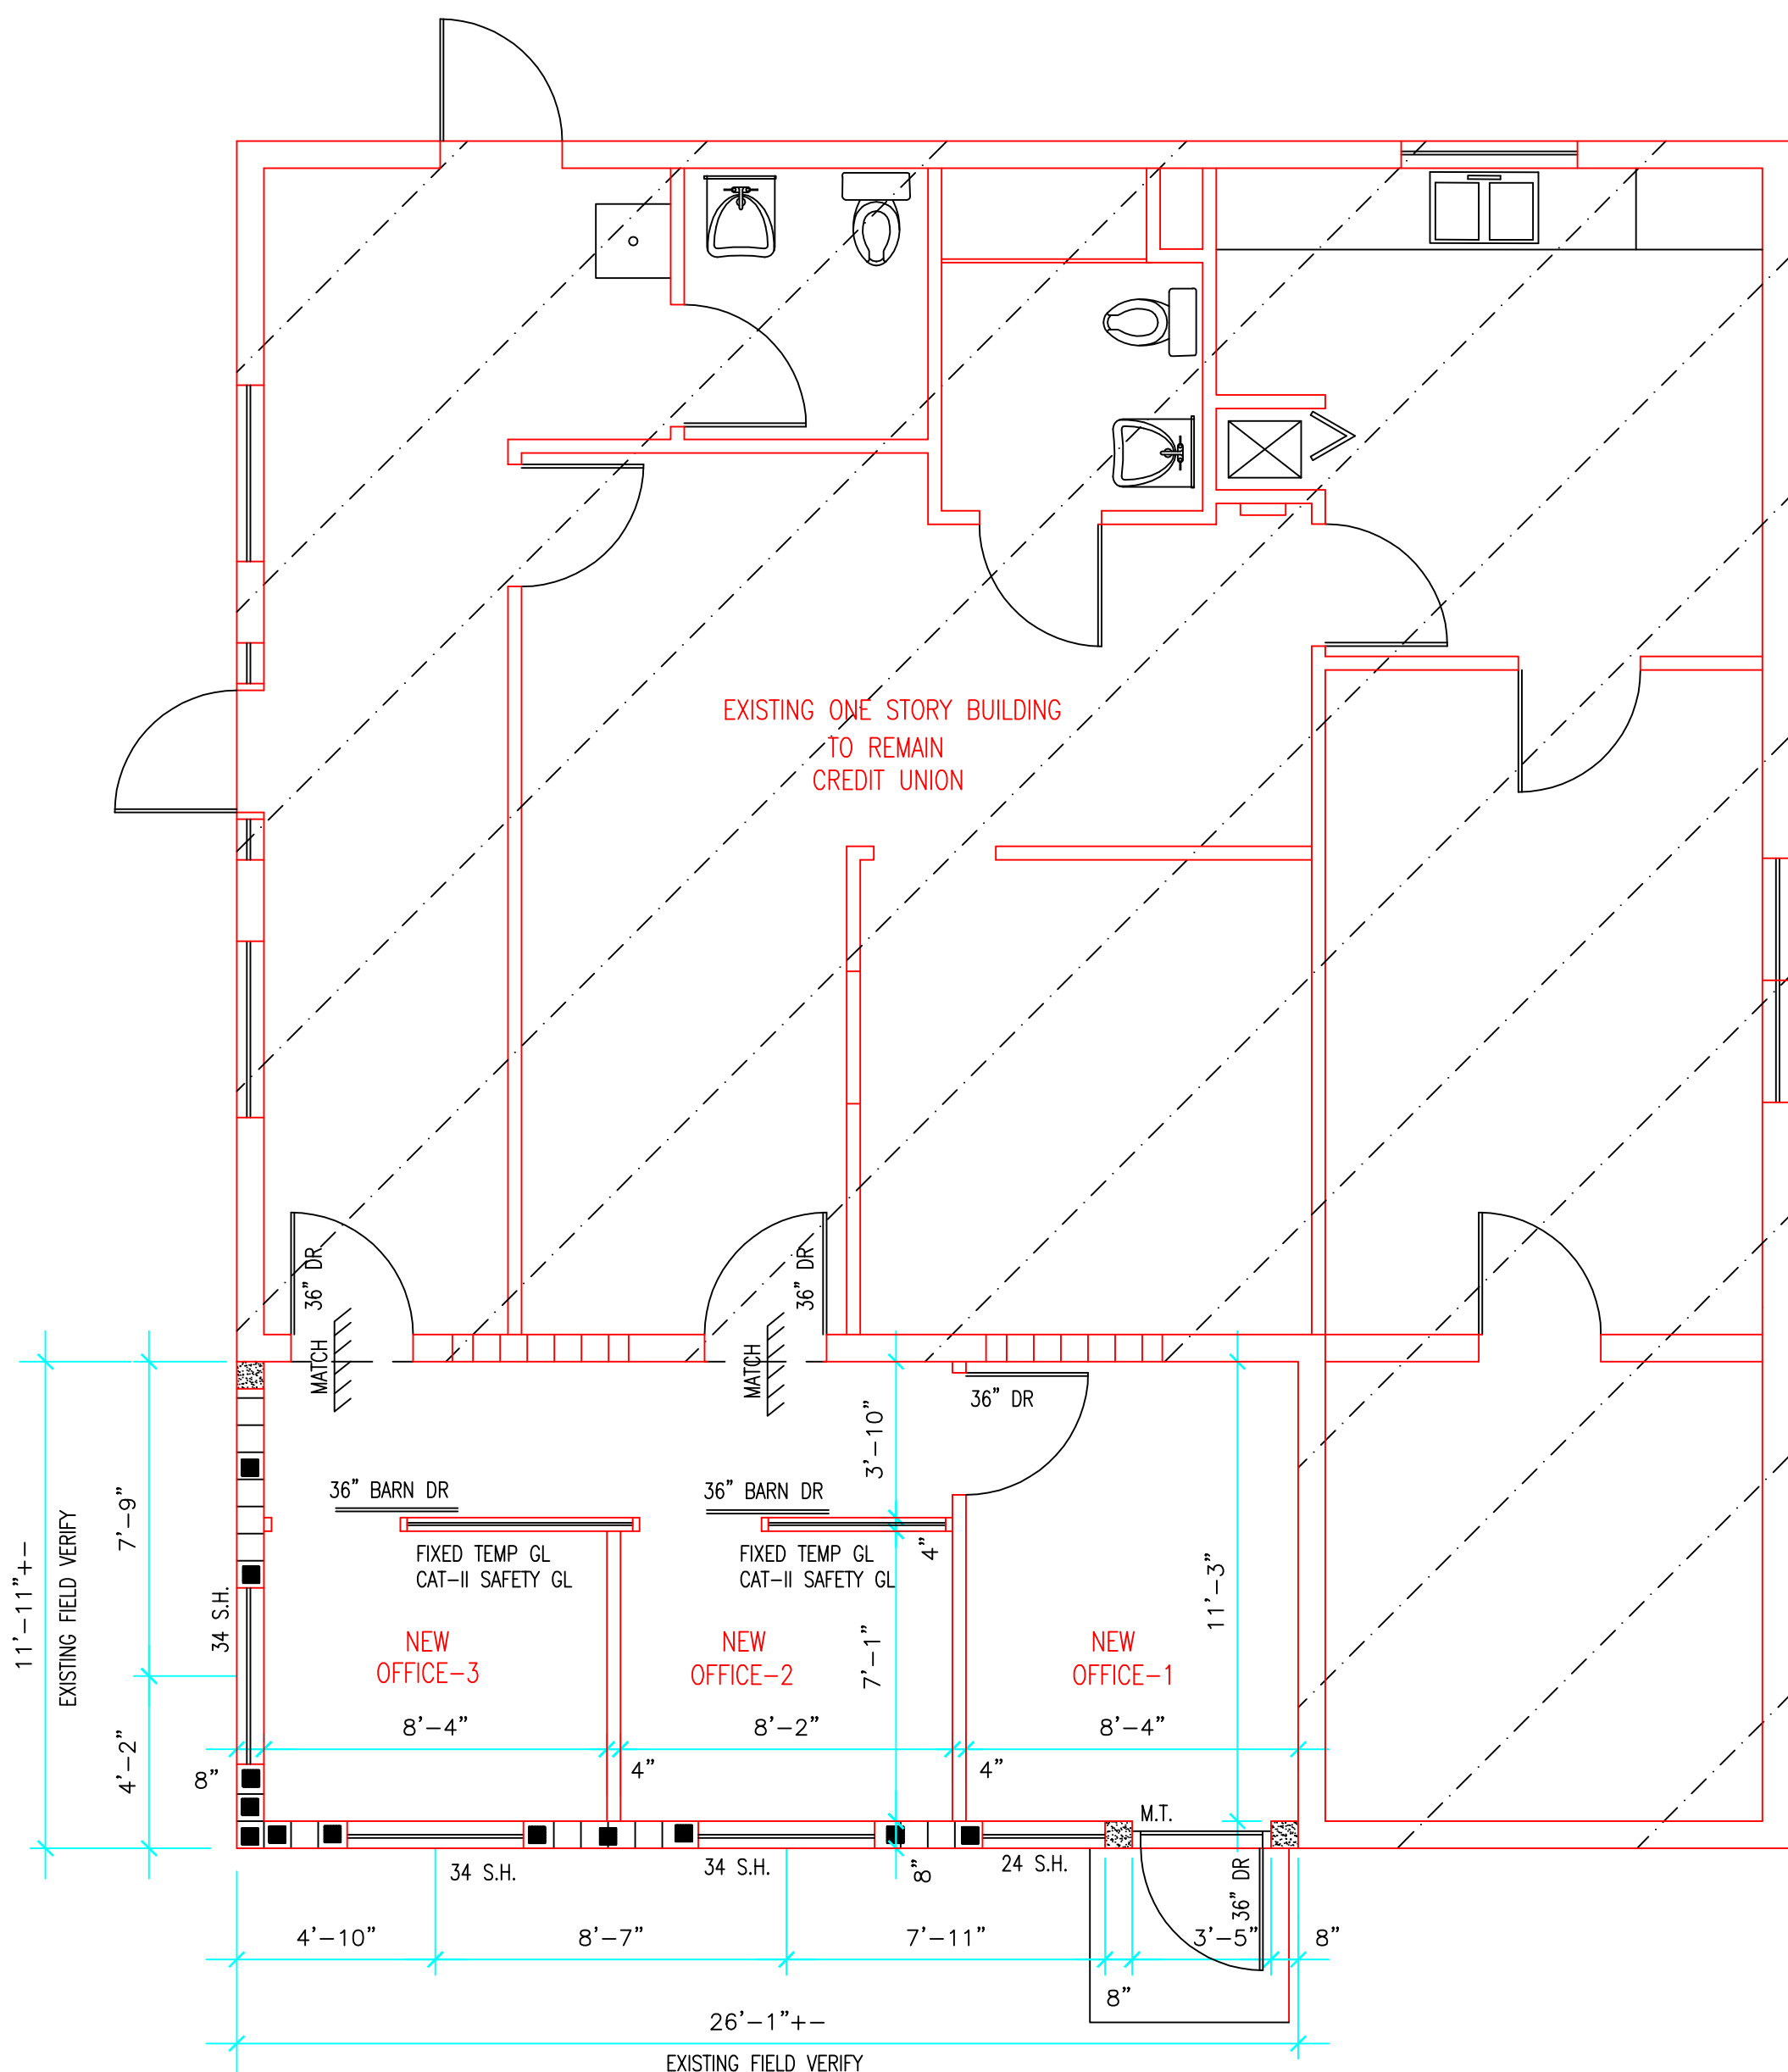 EXISTING ONE STORY BUILDING
TO REMAIN
CREDIT UNION
36" DR
36" DR
MATCH
MATCH
36" DR
3'-10"
36" BARN DR
36" BARN DR
7'-9"
11'-11"+-
EXISTING FIELD VERIFY
FIXED TEMP GL
CAT-II SAFETY GL
FIXED TEMP GL
CAT-II SAFETY GL
4"
11'-3"
34 S.H.
NEW
OFFICE-3
NEW
OFFICE-2
7'-1"
NEW
OFFICE-1
8'-4"
8'-2"
8'-4"
4'-2"
8"
4"
4"
M.T.
34 S.H.
34 S.H.
8"
24 S.H.
36" DR
4'-10"
8'-7"
7'-11"
3'-5"
8"
8"
26'-1"+-
EXISTING FIELD VERIFY